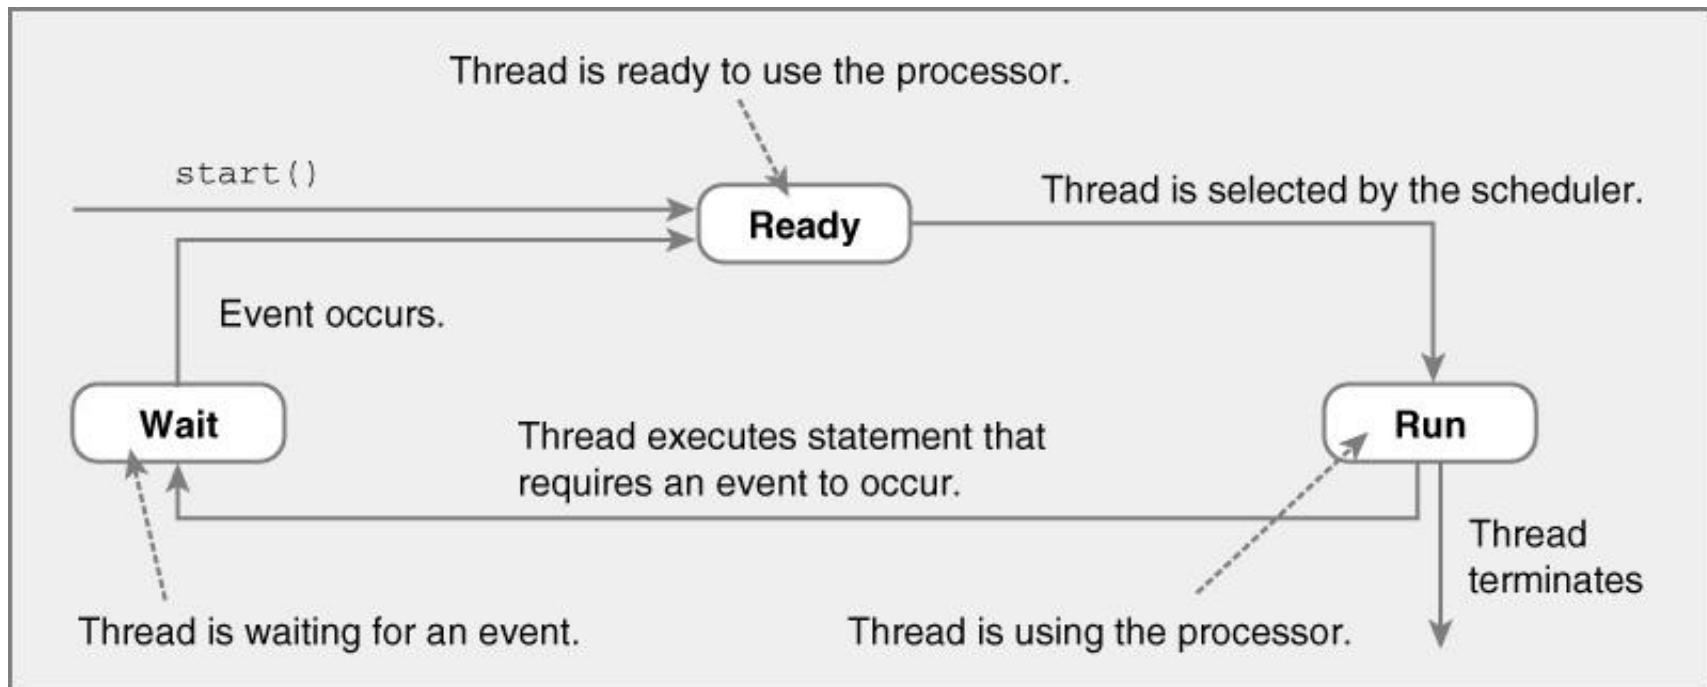 Thread is ready to use the processor.
start()
Thread is selected by the scheduler.
Ready
Event occurs.
Wait
Run
Thread executes statement that
requires an event to occur.
Thread
terminates
Thread is waiting for an event.
Thread is using the processor.